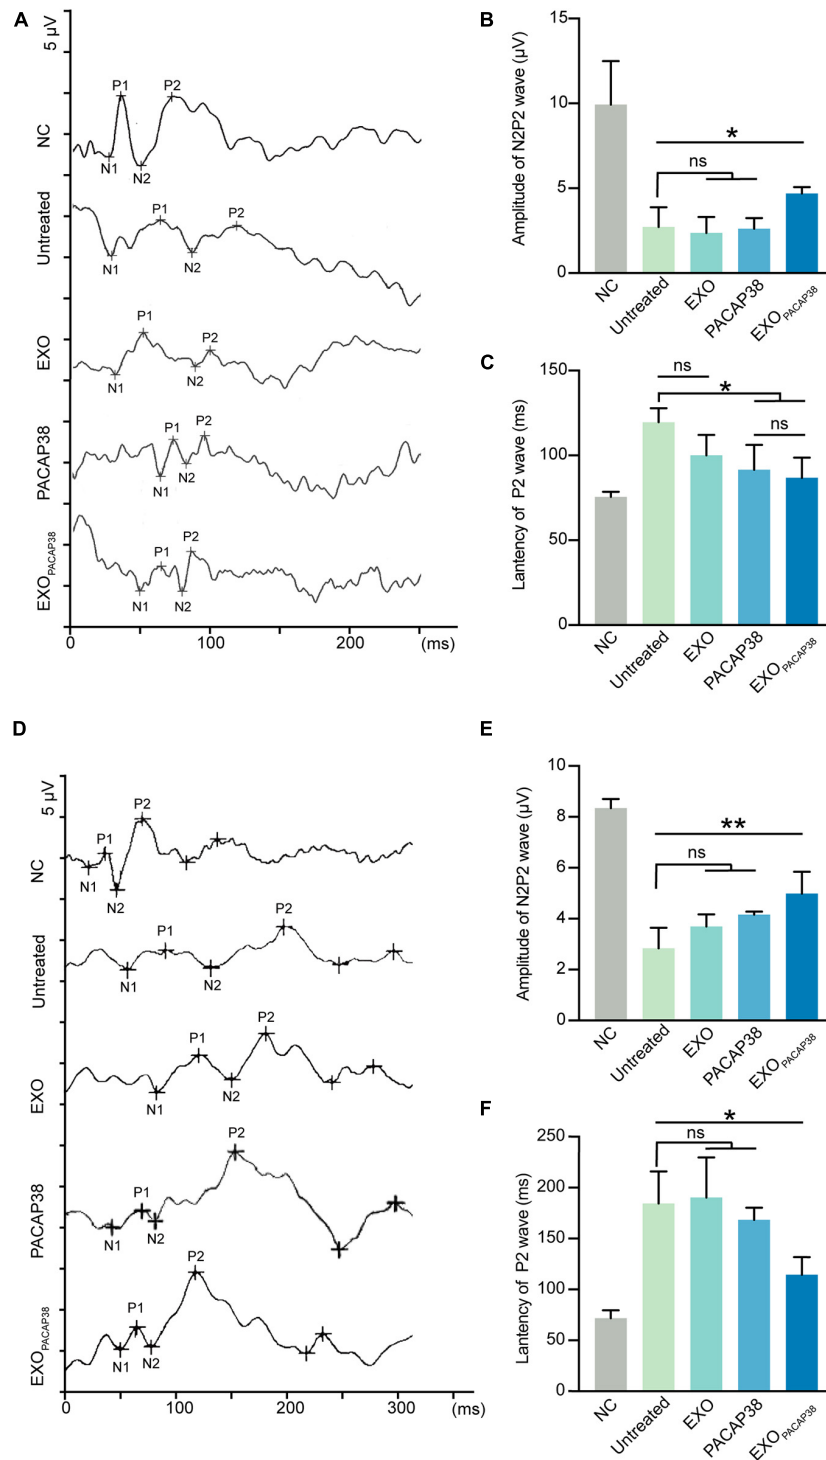 A
5 µV
NC
P1
P2
N1
N2
Untreated
P1
P2
N1
N2
EXO
P1
P2
N1
N2
PACAP38
P1
P2
N1
N2
EXOPACAP38
P1
P2
N1
N2
0
100
200
(ms)
B
Amplitude of N2P2 wave (µV)
15
10
5
0
*
ns
NC
Untreated
EXO
PACAP38
EXOPACAP38
C
Lantency of P2 wave (ms)
150
100
50
0
ns
*
ns
NC
Untreated
EXO
PACAP38
EXOPACAP38
D
5 µV
NC
P1
P2
N1
N2
Untreated
P1
P2
N1
N2
EXO
P1
P2
N1
N2
PACAP38
P1
P2
N1
N2
EXOPACAP38
P1
P2
N1
N2
0
100
200
300
(ms)
E
Amplitude of N2P2 wave (µV)
10
8
6
4
2
0
**
ns
NC
Untreated
EXO
PACAP38
EXOPACAP38
F
Lantency of P2 wave (ms)
250
200
150
100
50
0
*
ns
NC
Untreated
EXO
PACAP38
EXOPACAP38